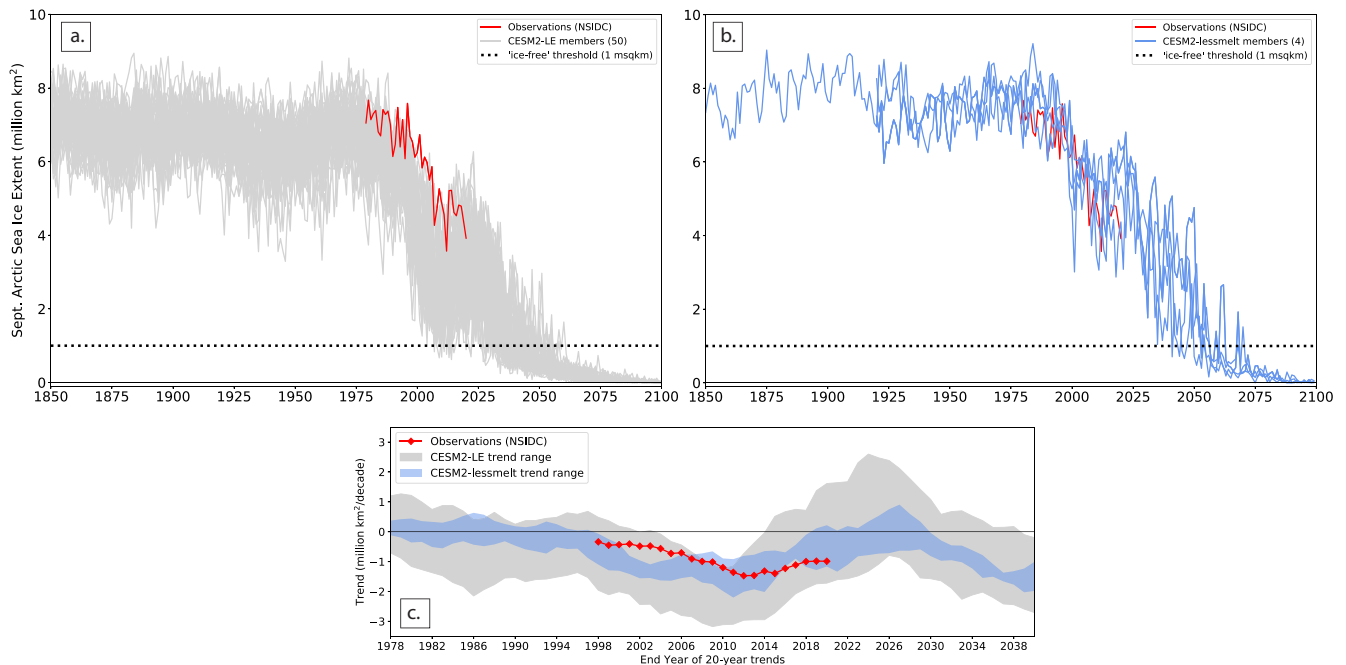 a.
Observations (NSIDC)
CESM2-LE members (50)
'ice-free' threshold (1 msqkm)
Sept. Arctic Sea Ice Extent (million km²)
10
8
6
4
2
0
1850 1875 1900 1925 1950 1975 2000 2025 2050 2075 2100
b.
Observations (NSIDC)
CESM2-lessmelt members (4)
'ice-free' threshold (1 msqkm)
10
8
6
4
2
0
1850 1875 1900 1925 1950 1975 2000 2025 2050 2075 2100
Observations (NSIDC)
CESM2-LE trend range
CESM2-lessmelt trend range
Trend (million km²/decade)
3
2
1
0
−1
−2
−3
c.
1978 1982 1986 1990 1994 1998 2002 2006 2010 2014 2018 2022 2026 2030 2034 2038
End Year of 20-year trends